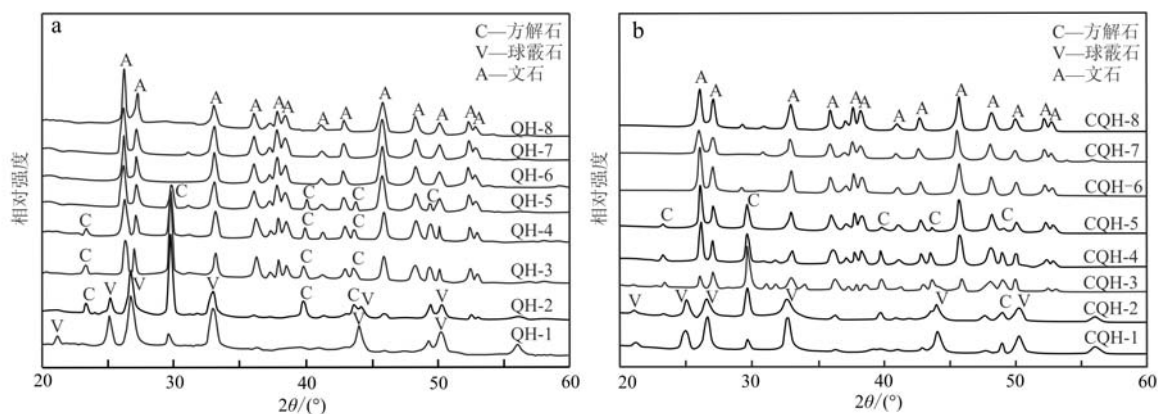 a
C—方解石
V—球霰石
A—文石
A
A
A
A
A
A
A
A
A
A
A
A
QH-8
QH-7
QH-6
QH-5
QH-4
QH-3
QH-2
QH-1
C
C
C
C
C
C
C
C
C
C
C
C
C
V
V
V
V
V
V
V
V
V
相对强度
20
30
40
50
60
2θ/(°)
b
C—方解石
V—球霰石
A—文石
A
A
A
A
A
A
A
A
A
A
A
A
CQH-8
CQH-7
CQH-6
CQH-5
CQH-4
CQH-3
CQH-2
CQH-1
C
C
C
C
C
C
V
V
V
V
V
V
相对强度
20
30
40
50
60
2θ/(°)